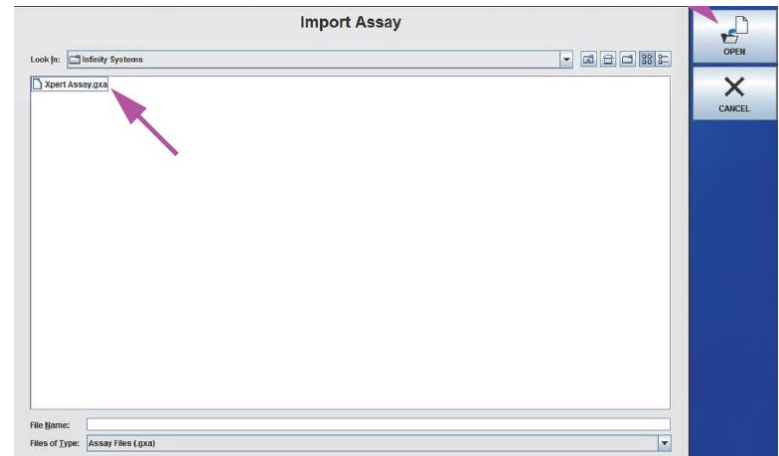 Import Assay
OPEN
Look In: Infinity Systems
Xpert Assay.gxa
CANCEL
File Name:
Files of Type: Assay Files (.gxa)